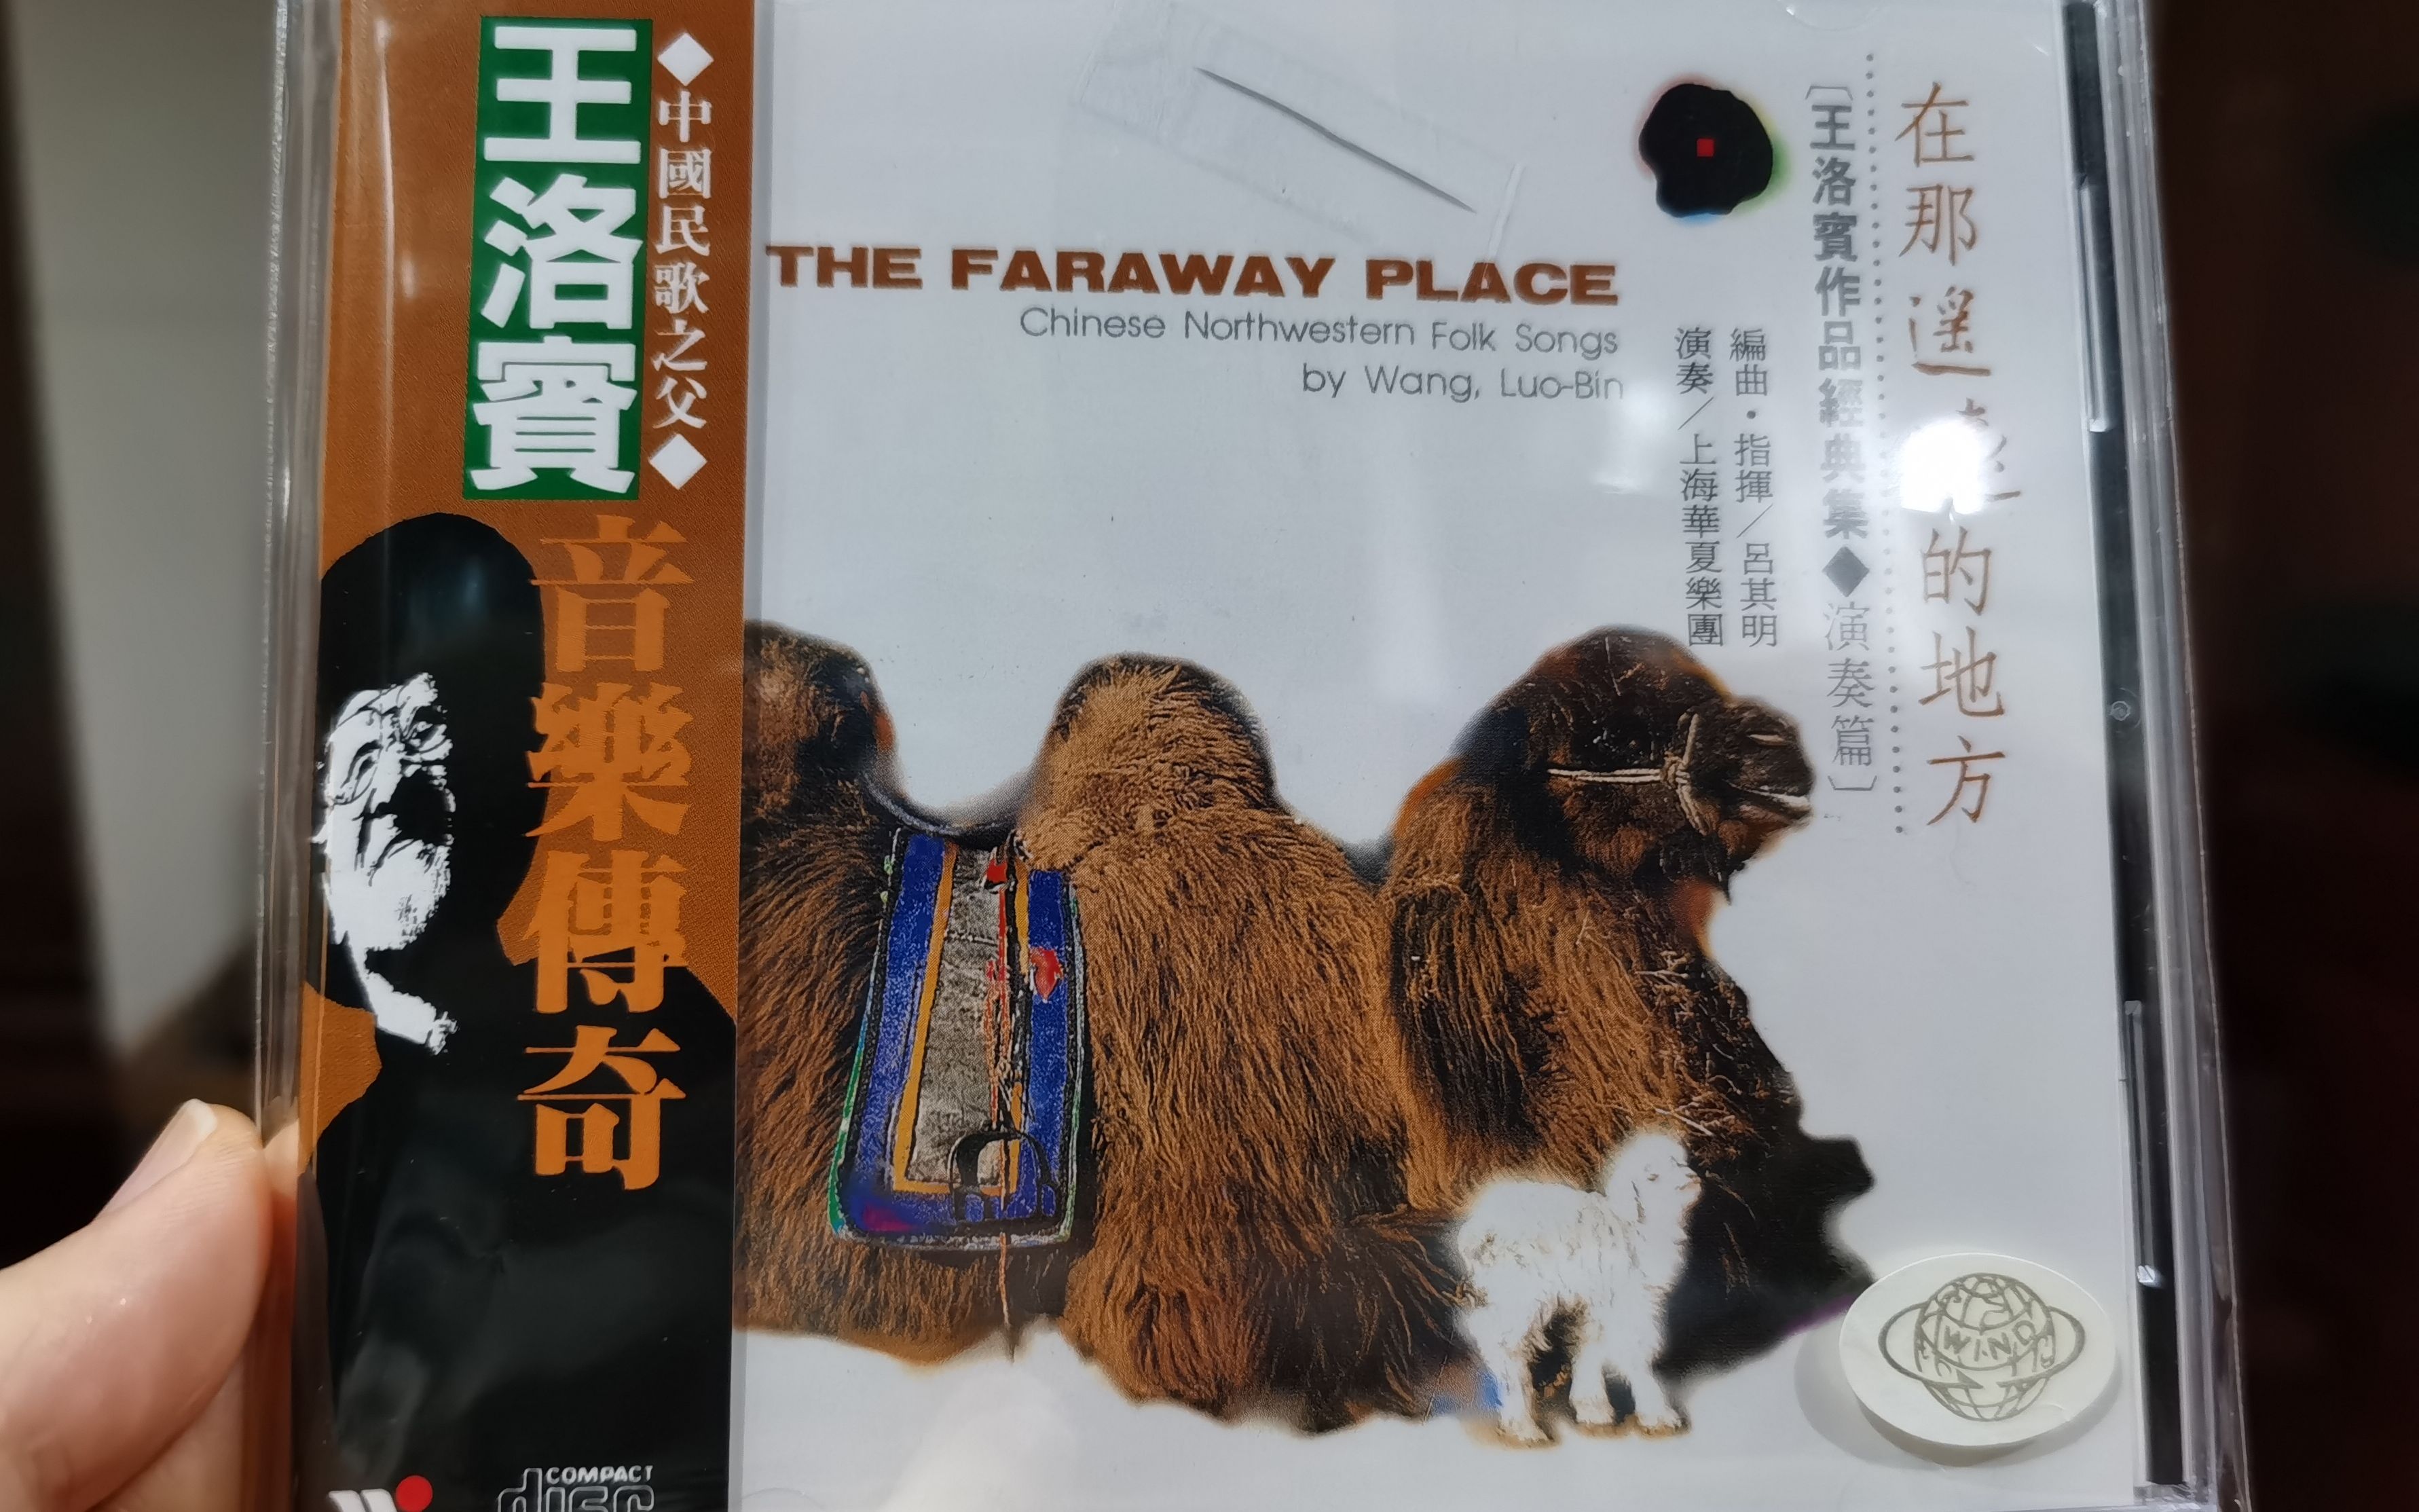 ◆中國民歌之父◆
王洛賓
音樂傳奇
COMPACT
disc
THE FARAWAY PLACE
Chinese Northwestern Folk Songs
by Wang, Luo-Bin
在那遥遠的地方
〔王洛賓作品經典集◆演奏篇〕
編曲・指揮／呂其明
演奏／上海華夏樂團
WIND